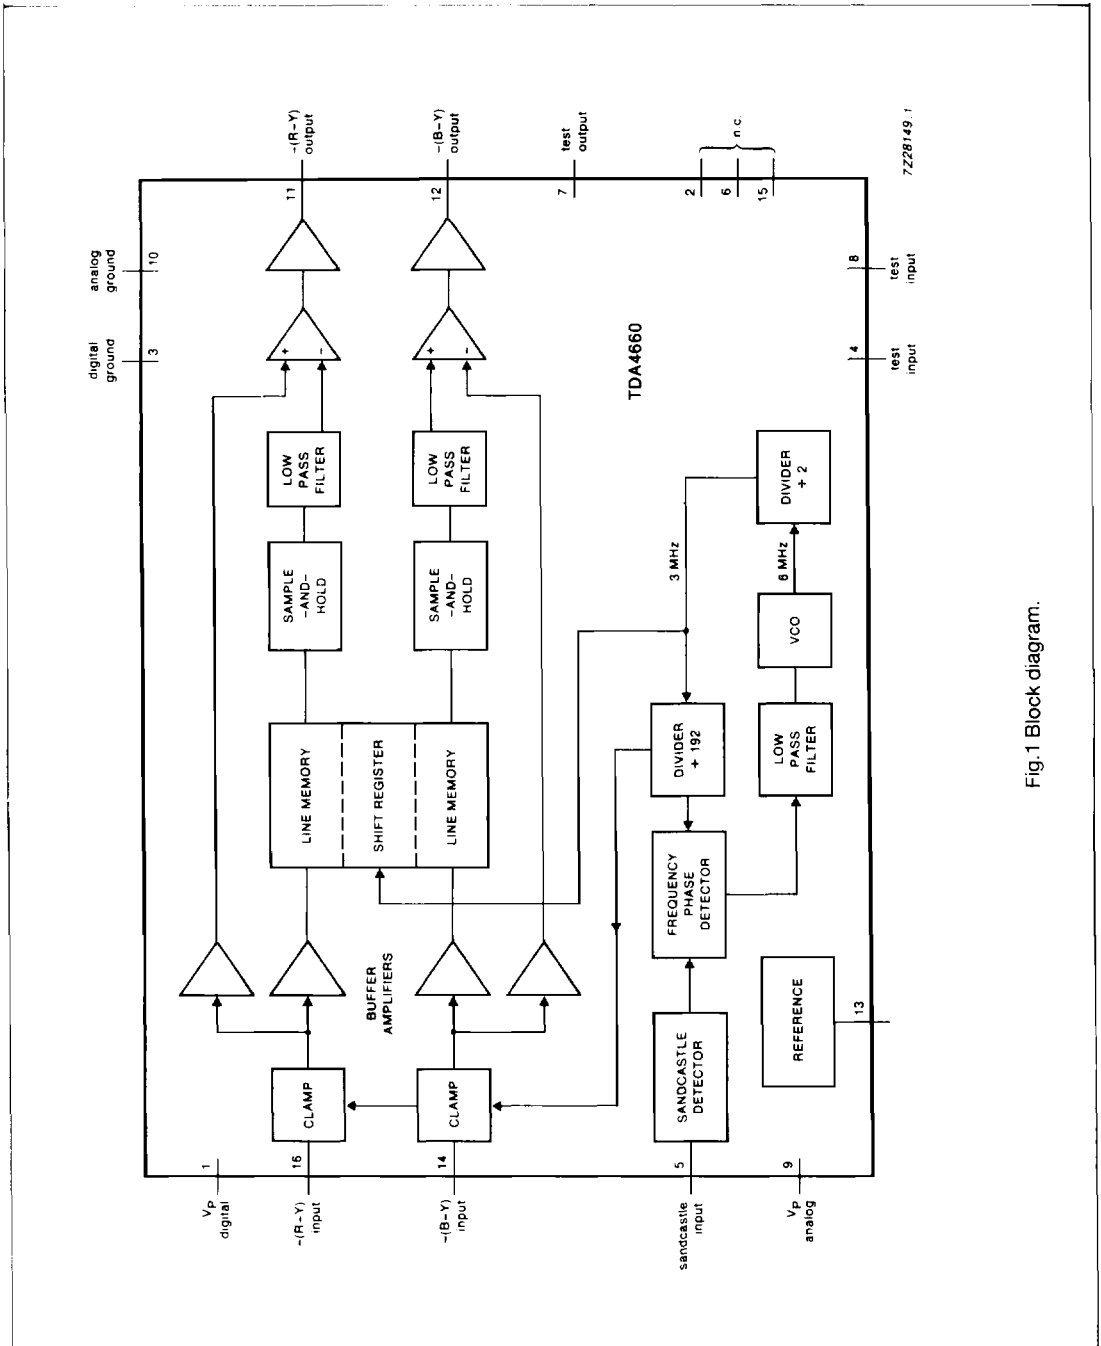 analog
ground
10
digital
ground
3
-(R-Y)
output
11
-(B-Y)
output
12
test
output
7
2
6
15
n.c.
7Z28149.1
LOW
PASS
FILTER
+
-
LOW
PASS
FILTER
+
-
TDA4660
SAMPLE
-AND-
HOLD
SAMPLE
-AND-
HOLD
3 MHz
6 MHz
DIVIDER
÷ 2
VCO
LINE MEMORY
SHIFT REGISTER
LINE MEMORY
DIVIDER
÷ 192
LOW
PASS
FILTER
FREQUENCY
PHASE
DETECTOR
BUFFER
AMPLIFIERS
CLAMP
CLAMP
SANDCASTLE
DETECTOR
REFERENCE
13
8
test
input
4
test
input
1
VP
digital
16
-(R-Y)
input
14
-(B-Y)
input
5
sandcastle
input
9
VP
analog
Fig.1 Block diagram.